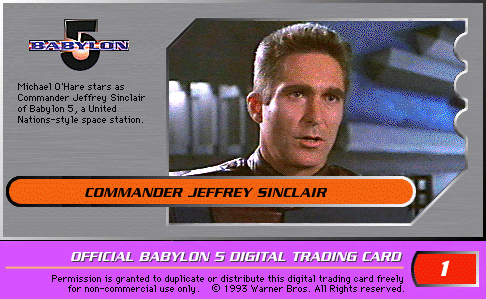 BABYLON
5
Michael O'Hare stars as
Commander Jeffrey Sinclair
of Babylon 5, a United
Nations-style space station.
COMMANDER JEFFREY SINCLAIR
OFFICIAL BABYLON 5 DIGITAL TRADING CARD
1
Permission is granted to duplicate or distribute this digital trading card freely
for non-commercial use only. © 1993 Warner Bros. All Rights reserved.